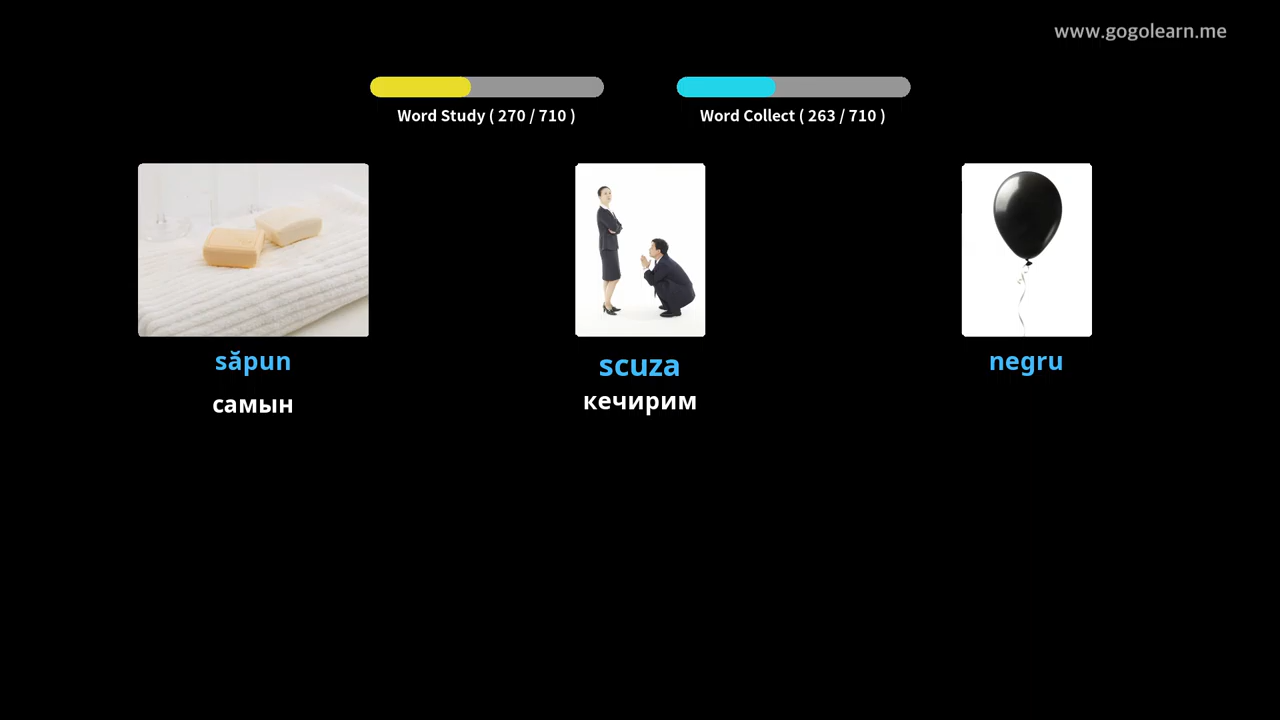 www.gogolearn.me
Word Study ( 270 / 710 )
Word Collect ( 263 / 710 )
săpun
scuza
negru
самын
кечирим